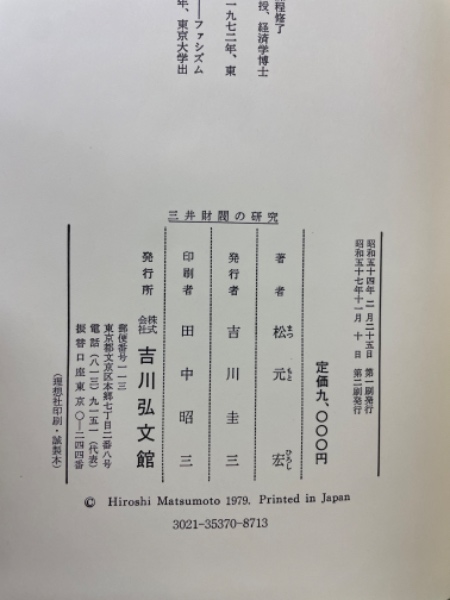 程修了
授、経済学博士
一九七二年、東
――ファシズム
年、東京大学出
三井財閥の研究
昭和五十四年 二月二十五日 第一刷発行
昭和五十七年十一月 十 日 第二刷発行
定価九、〇〇〇円
著者 松元宏
まつ もと ひろし
発行者 吉川圭三
印刷者 田中昭三
発行所 株式会社 吉川弘文館
郵便番号一一三
東京都文京区本郷七丁目二番八号
電話(八一三)九一五一(代表)
振替口座東京〇―二四四番
(理想社印刷・誠製本)
© Hiroshi Matsumoto 1979. Printed in Japan
3021-35370-8713